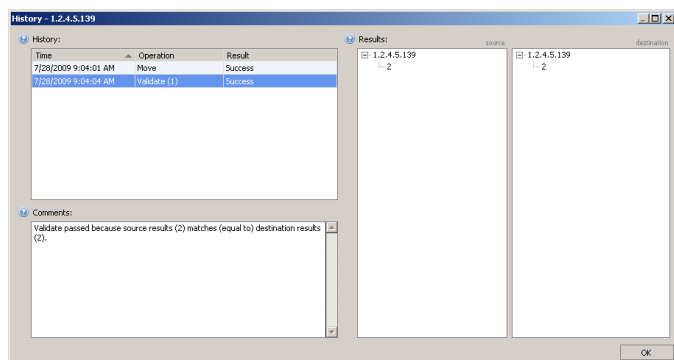 History - 1.2.4.5.139
History:
Time Operation Result
7/28/2009 9:04:01 AM Move Success
7/28/2009 9:04:04 AM Validate (1) Success
Comments:
Validate passed because source results (2) matches (equal to) destination results
(2).
Results:
source
destination
1.2.4.5.139
2
1.2.4.5.139
2
OK